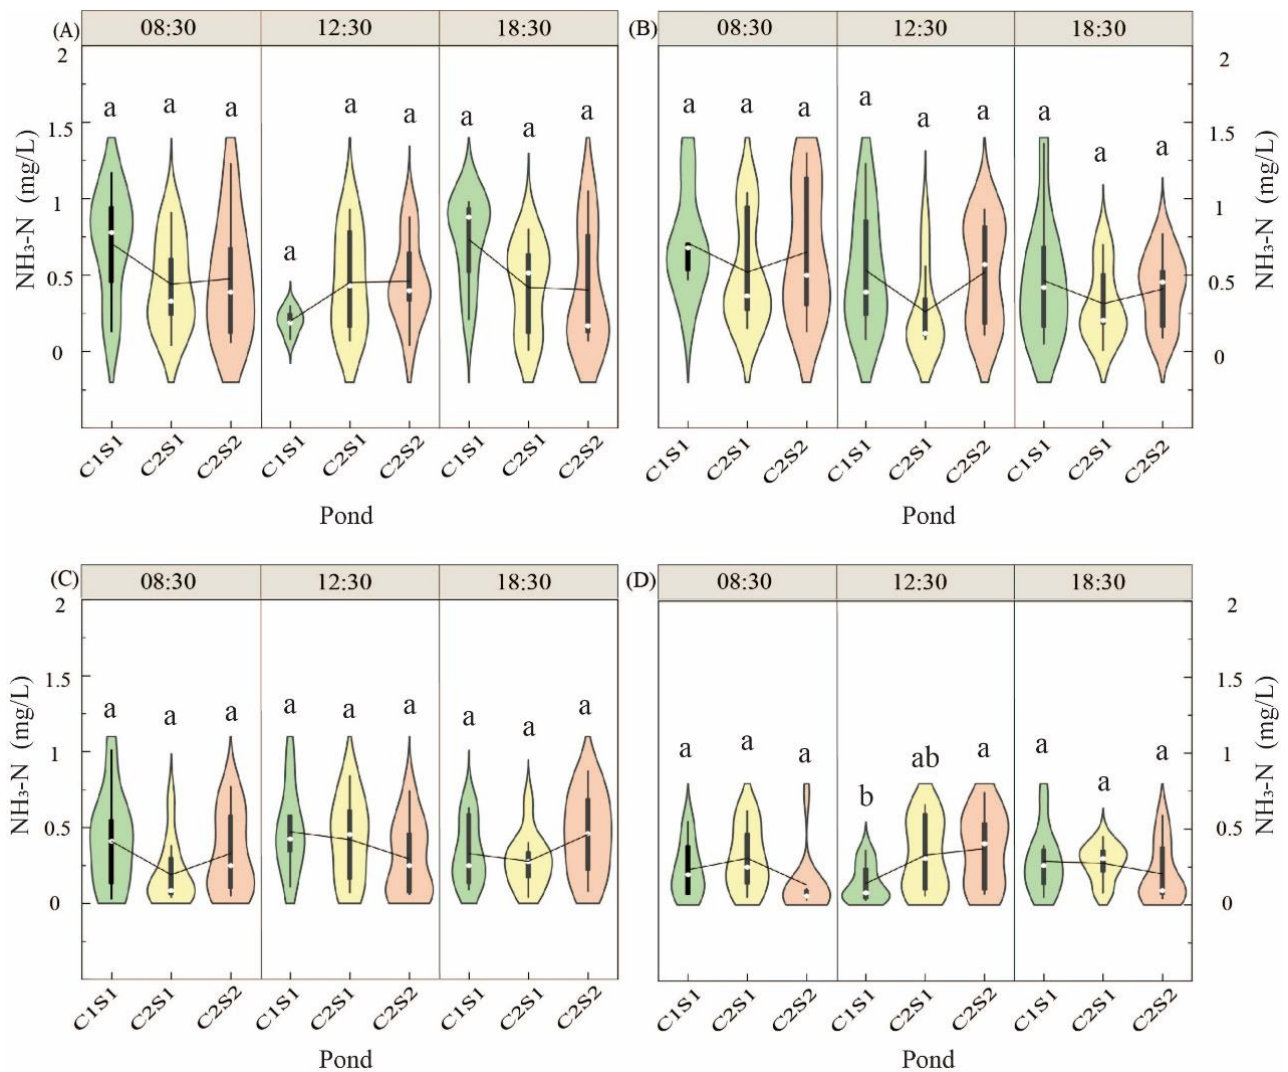 (A) 08:30 12:30 18:30 (B) 08:30 12:30 18:30
2 2
a a a a a a a a a a a a a a a a a a
1.5 1.5
1 1
0.5 0.5
0 0
NH₃-N (mg/L) NH₃-N (mg/L)
C1S1 C2S1 C2S2 C1S1 C2S1 C2S2 C1S1 C2S1 C2S2 C1S1 C2S1 C2S2 C1S1 C2S1 C2S2 C1S1 C2S1 C2S2
Pond Pond
(C) 08:30 12:30 18:30 (D) 08:30 12:30 18:30
2 2
1.5 1.5
a a a a a a a a a a a a b ab a a a a
1 1
0.5 0.5
0 0
NH₃-N (mg/L) NH₃-N (mg/L)
C1S1 C2S1 C2S2 C1S1 C2S1 C2S2 C1S1 C2S1 C2S2 C1S1 C2S1 C2S2 C1S1 C2S1 C2S2 C1S1 C2S1 C2S2
Pond Pond